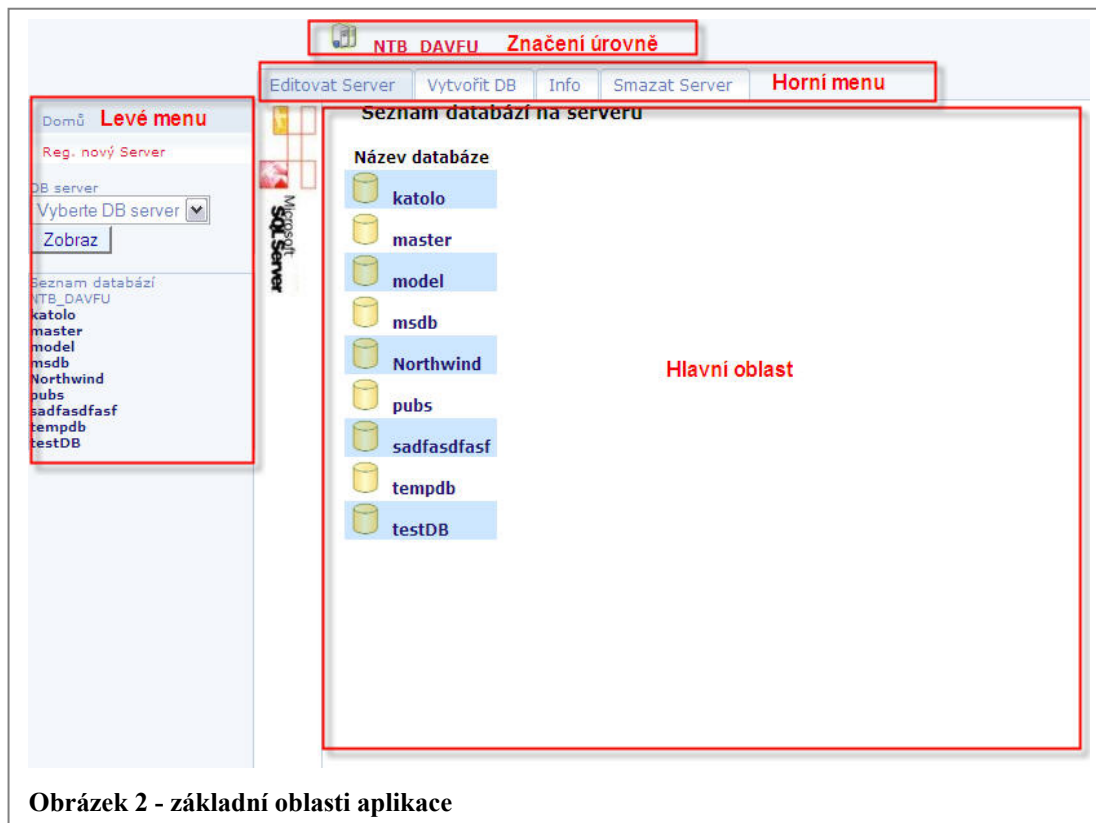 NTB_DAVFU Značení úrovně
Editovat Server Vytvořit DB Info Smazat Server Horní menu
Domů Levé menu
Reg. nový Server
DB server
Vyberte DB server
Zobraz
Seznam databází
NTB_DAVFU
katolo
master
model
msdb
Northwind
pubs
sadfasdfasf
tempdb
testDB
Microsoft
SQL Server
Seznam databází na serveru
Název databáze
katolo
master
model
msdb
Northwind
pubs
sadfasdfasf
tempdb
testDB
Hlavní oblast
Obrázek 2 - základní oblasti aplikace